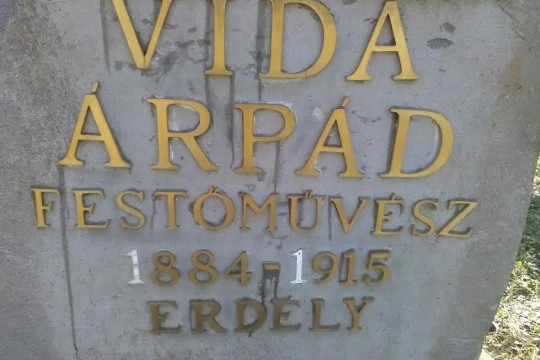 VIDA
ÁRPÁD
FESTŐMŰVÉSZ
1884-1915
ERDÉLY